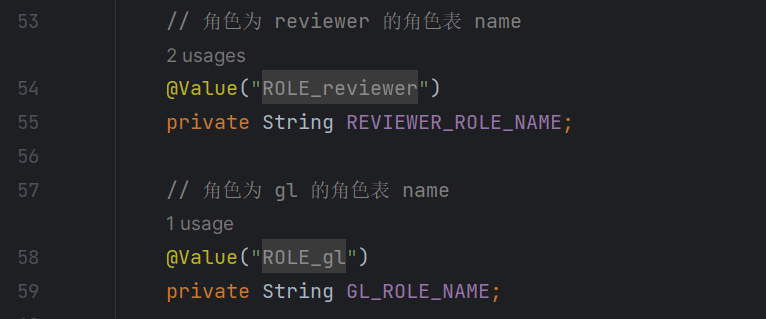 53 // 角色为 reviewer 的角色表 name
2 usages
54 @Value("ROLE_reviewer")
55 private String REVIEWER_ROLE_NAME;
56
57 // 角色为 gl 的角色表 name
1 usage
58 @Value("ROLE_gl")
59 private String GL_ROLE_NAME;